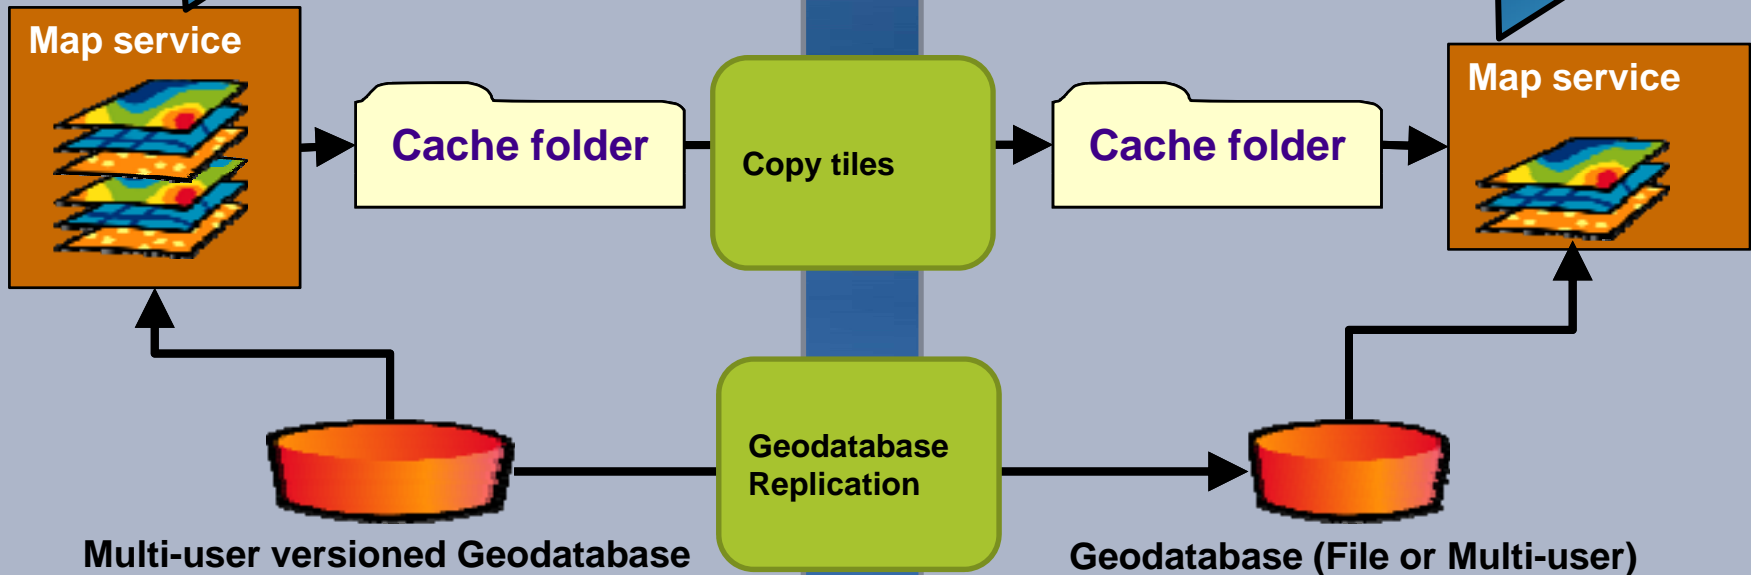 Map service
Cache folder
Copy tiles
Cache folder
Map service
Geodatabase
Replication
Multi-user versioned Geodatabase
Geodatabase (File or Multi-user)